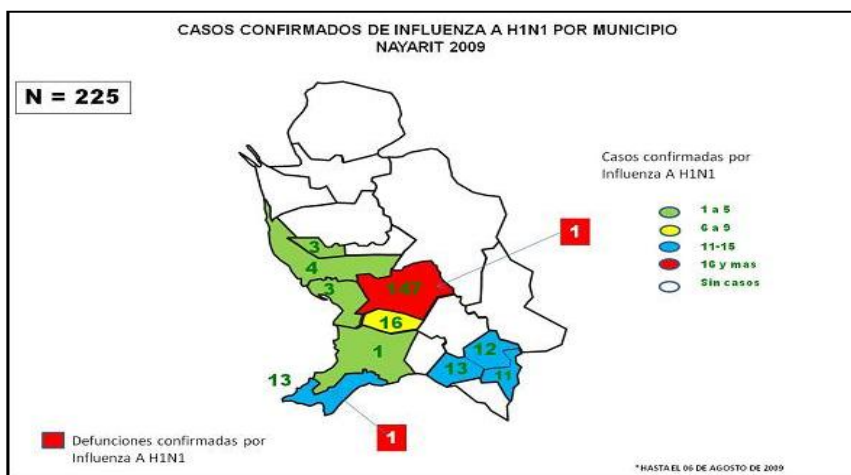 CASOS CONFIRMADOS DE INFLUENZA A H1N1 POR MUNICIPIO
NAYARIT 2009
N = 225
Casos confirmadas por
Influenza A H1N1
1 a 5
6 a 9
11-15
16 y mas
Sin casos
1
3
4
3
147
16
1
12
13
11
13
1
Defunciones confirmadas por
Influenza A H1N1
*HASTA EL 06 DE AGOSTO DE 2009